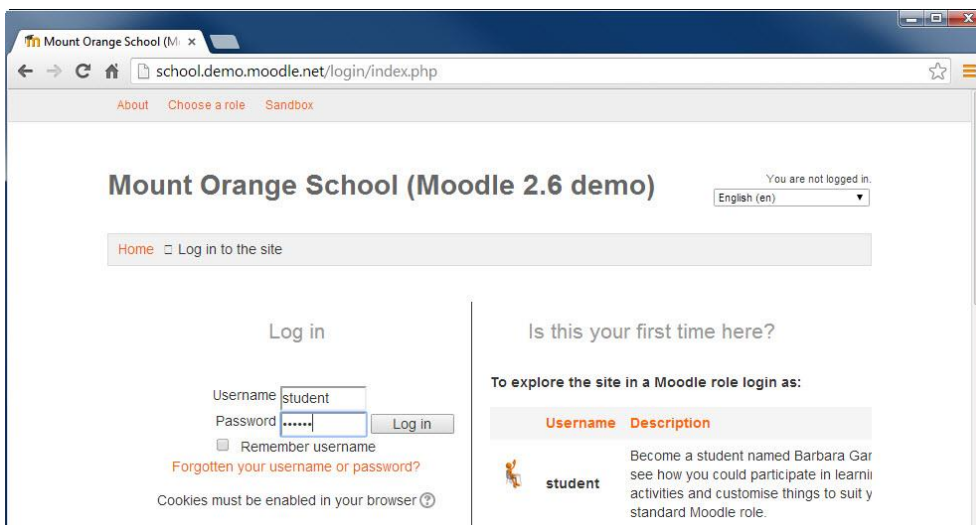 Mount Orange School (M
school.demo.moodle.net/login/index.php
About Choose a role Sandbox
Mount Orange School (Moodle 2.6 demo)
You are not logged in.
English (en)
Home Log in to the site
Log in
Username student
Password ••••••
Log in
Remember username
Forgotten your username or password?
Cookies must be enabled in your browser
Is this your first time here?
To explore the site in a Moodle role login as:
Username Description
student
Become a student named Barbara Gar
see how you could participate in learni
activities and customise things to suit y
standard Moodle role.